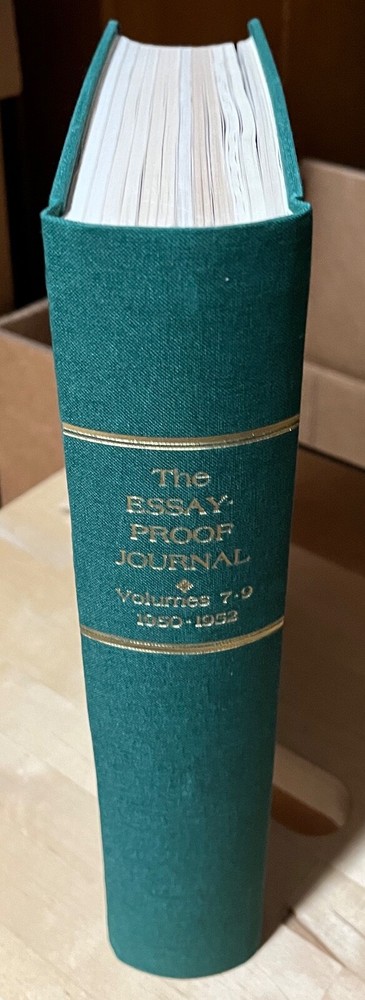 The
ESSAY-
PROOF
JOURNAL
Volumes 7-9
1950-1952